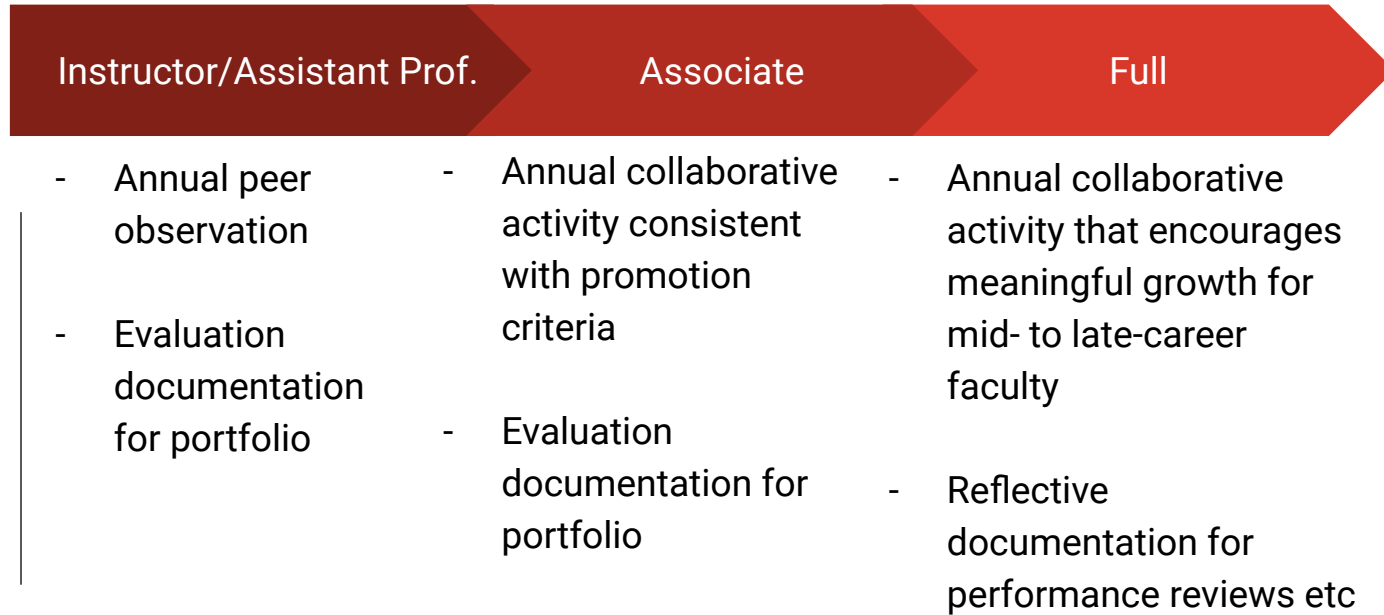 Instructor/Assistant Prof.
Associate
Full
- Annual peer
observation
- Evaluation
documentation
for portfolio
- Annual collaborative
activity consistent
with promotion
criteria
- Evaluation
documentation for
portfolio
- Annual collaborative
activity that encourages
meaningful growth for
mid- to late-career
faculty
- Reflective
documentation for
performance reviews etc